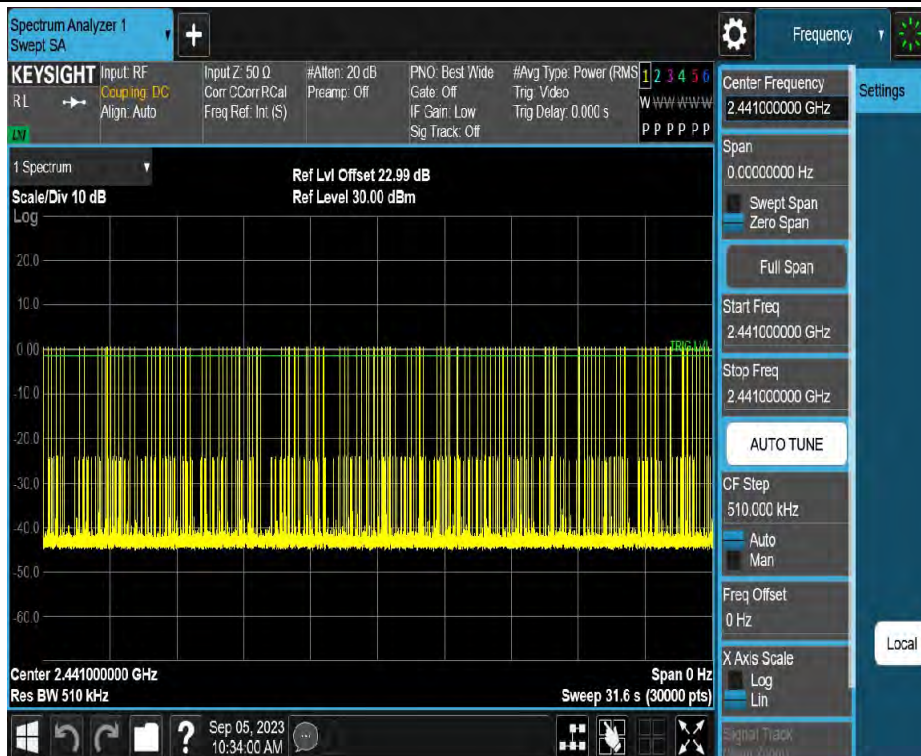 Spectrum Analyzer 1
Swept SA
Frequency
KEYSIGHT
RL
LXI
Input: RF
Coupling: DC
Align: Auto
Input Z: 50 Ω
Corr CCorr RCal
Freq Ref: Int (S)
#Atten: 20 dB
Preamp: Off
PNO: Best Wide
Gate: Off
IF Gain: Low
Sig Track: Off
#Avg Type: Power (RMS
Trig: Video
Trig Delay: 0.000 s
1 2 3 4 5 6
W W W W W W
P P P P P P
1 Spectrum
Scale/Div 10 dB
Log
Ref Lvl Offset 22.99 dB
Ref Level 30.00 dBm
20.0
10.0
0.00
TRIG LVL
-10.0
-20.0
-30.0
-40.0
-50.0
-60.0
Center 2.441000000 GHz
Res BW 510 kHz
Span 0 Hz
Sweep 31.6 s (30000 pts)
Sep 05, 2023
10:34:00 AM
Center Frequency
2.441000000 GHz
Span
0.00000000 Hz
Swept Span
Zero Span
Full Span
Start Freq
2.441000000 GHz
Stop Freq
2.441000000 GHz
AUTO TUNE
CF Step
510.000 kHz
Auto
Man
Freq Offset
0 Hz
X Axis Scale
Log
Lin
Signal Track
Settings
Local